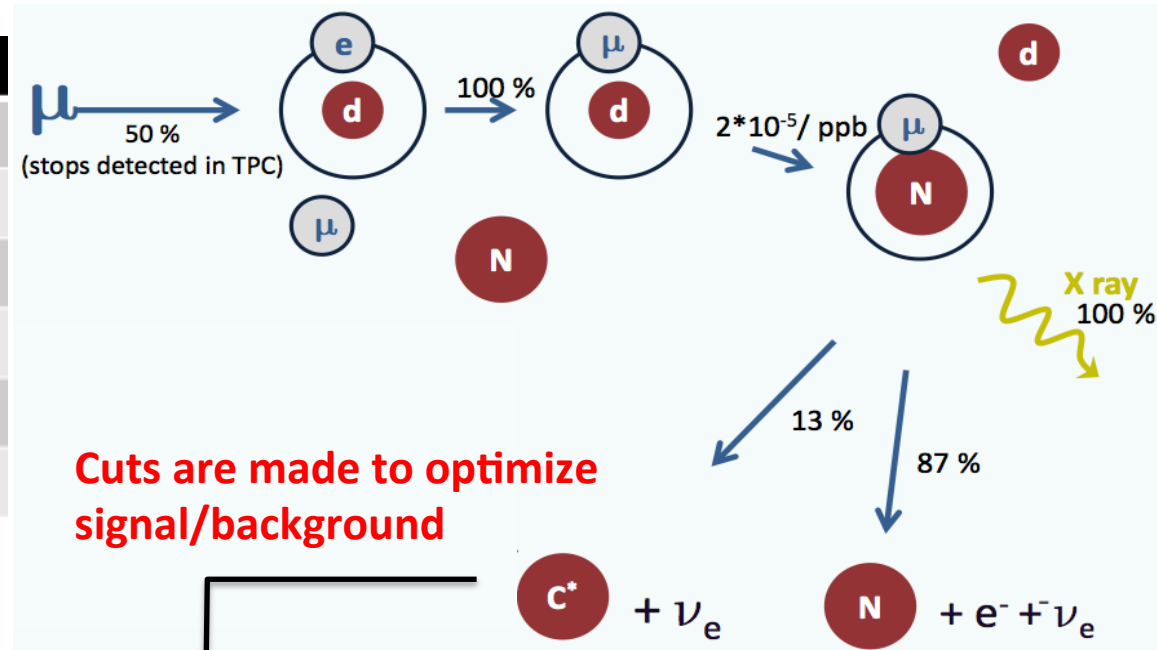 e
μ
d
μ
50 %
(stops detected in TPC)
d
100 %
μ
d
2*10⁻⁵/ ppb
μ
N
N
X ray
100 %
13 %
87 %
Cuts are made to optimize
signal/background
C* + νₑ
N + e⁻ + ⁻νₑ